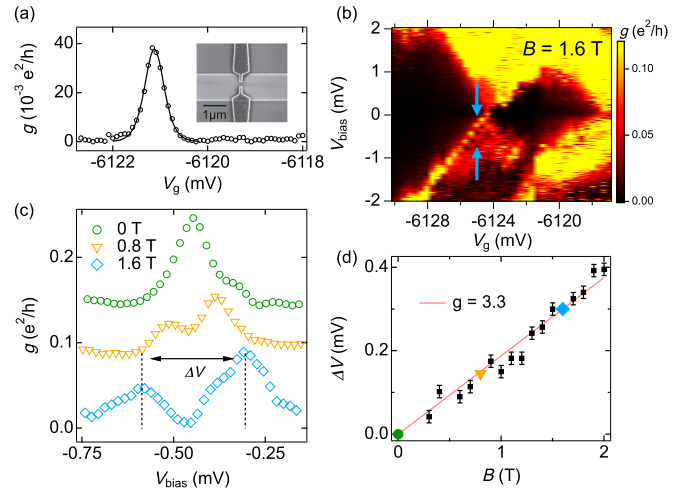 (a)
40
20
0
g (10⁻³ e²/h)
-6122
-6120
-6118
V_g (mV)
1µm
(b)
2
1
0
-1
-2
V_bias (mV)
B = 1.6 T
-6128
-6124
-6120
V_g (mV)
g (e²/h)
0.10
0.05
0.00
(c)
0 T
0.8 T
1.6 T
0.2
0.1
0.0
g (e²/h)
ΔV
-0.75
-0.50
-0.25
V_bias (mV)
(d)
0.4
0.2
0.0
ΔV (mV)
g = 3.3
0
1
2
B (T)